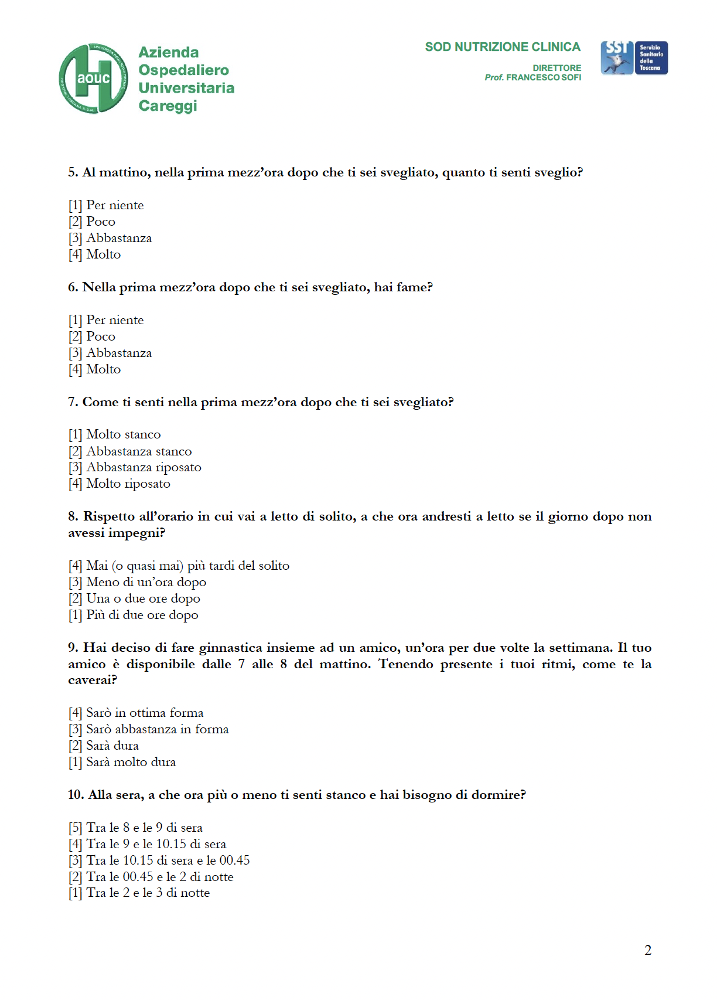 Azienda
Ospedaliero
Universitaria
Careggi
aouc
UNIVERSITÀ DEGLI STUDI FIRENZE
REGIONE TOSCANA S.S.N.
SOD NUTRIZIONE CLINICA
DIRETTORE
Prof. FRANCESCO SOFI
SST
Servizio
Sanitario
della
Toscana
5. Al mattino, nella prima mezz’ora dopo che ti sei svegliato, quanto ti senti sveglio?
[1] Per niente
[2] Poco
[3] Abbastanza
[4] Molto
6. Nella prima mezz’ora dopo che ti sei svegliato, hai fame?
[1] Per niente
[2] Poco
[3] Abbastanza
[4] Molto
7. Come ti senti nella prima mezz’ora dopo che ti sei svegliato?
[1] Molto stanco
[2] Abbastanza stanco
[3] Abbastanza riposato
[4] Molto riposato
8. Rispetto all’orario in cui vai a letto di solito, a che ora andresti a letto se il giorno dopo non
avessi impegni?
[4] Mai (o quasi mai) più tardi del solito
[3] Meno di un’ora dopo
[2] Una o due ore dopo
[1] Più di due ore dopo
9. Hai deciso di fare ginnastica insieme ad un amico, un’ora per due volte la settimana. Il tuo
amico è disponibile dalle 7 alle 8 del mattino. Tenendo presente i tuoi ritmi, come te la
caverai?
[4] Sarò in ottima forma
[3] Sarò abbastanza in forma
[2] Sarà dura
[1] Sarà molto dura
10. Alla sera, a che ora più o meno ti senti stanco e hai bisogno di dormire?
[5] Tra le 8 e le 9 di sera
[4] Tra le 9 e le 10.15 di sera
[3] Tra le 10.15 di sera e le 00.45
[2] Tra le 00.45 e le 2 di notte
[1] Tra le 2 e le 3 di notte
2